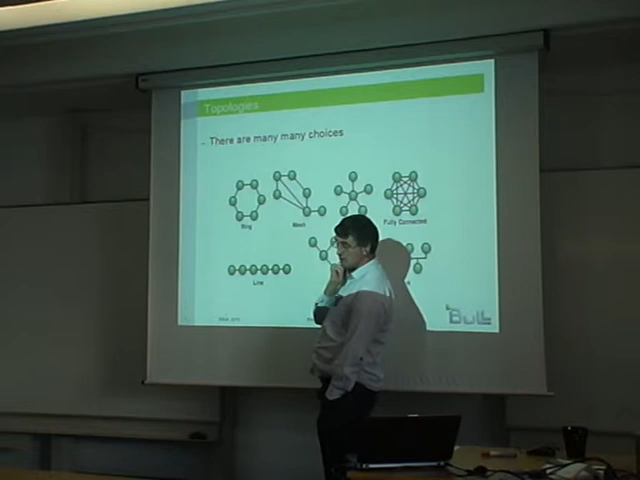 Topologies
- There are many many choices
Ring
Mesh
Fully Connected
Line
Bull